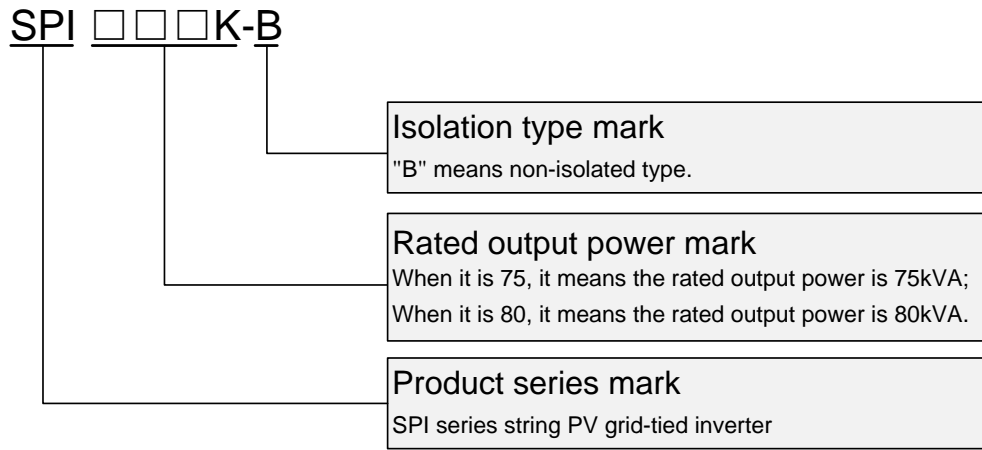 SPI □□□K-B
Isolation type mark
"B" means non-isolated type.
Rated output power mark
When it is 75, it means the rated output power is 75kVA;
When it is 80, it means the rated output power is 80kVA.
Product series mark
SPI series string PV grid-tied inverter